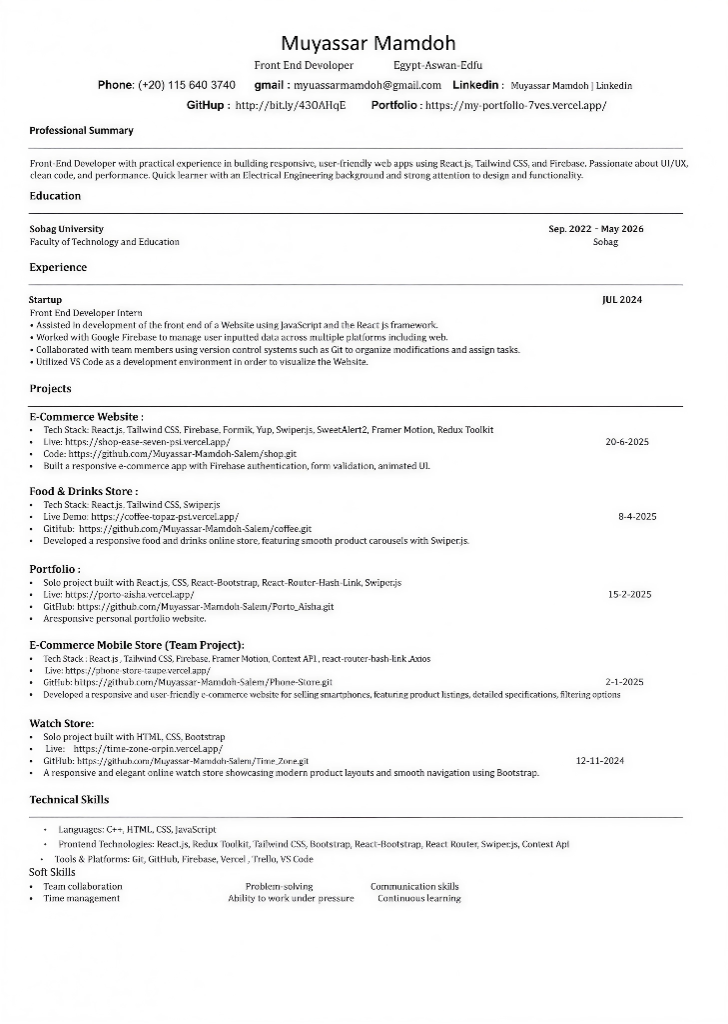 Muyassar Mamdoh
Front End Developer Egypt-Aswan-Edfu
Phone: (+20) 115 640 3740 gmail : myuassarmamdoh@gmail.com Linkedin : Muyassar Mamdoh | Linkedin
GitHup : http://bit.ly/43OAHqE Portfolio : https://my-portfolio-7ves.vercel.app/
Professional Summary
Front-End Developer with practical experience in building responsive, user-friendly web apps using React.js, Tailwind CSS, and Firebase. Passionate about UI/UX,
clean code, and performance. Quick learner with an Electrical Engineering background and strong attention to design and functionality.
Education
Sohag University Sep. 2022 - May 2026
Faculty of Technology and Education Sohag
Experience
Startup JUL 2024
Front End Developer Intern
• Assisted in development of the front end of a Website using JavaScript and the React js framework.
• Worked with Google Firebase to manage user inputted data across multiple platforms including web.
• Collaborated with team members using version control systems such as Git to organize modifications and assign tasks.
• Utilized VS Code as a development environment in order to visualize the Website.
Projects
E-Commerce Website :
• Tech Stack: React.js, Tailwind CSS, Firebase, Formik, Yup, Swiper.js, SweetAlert2, Framer Motion, Redux Toolkit
• Live: https://shop-ease-seven-psi.vercel.app/ 20-6-2025
• Code: https://github.com/Muyassar-Mamdoh-Salem/shop.git
• Built a responsive e-commerce app with Firebase authentication, form validation, animated UI.
Food & Drinks Store :
• Tech Stack: React.js, Tailwind CSS, Swiper.js
• Live Demo: https://coffee-topaz-psi.vercel.app/ 8-4-2025
• GitHub: https://github.com/Muyassar-Mamdoh-Salem/coffee.git
• Developed a responsive food and drinks online store, featuring smooth product carousels with Swiper.js.
Portfolio :
• Solo project built with React.js, CSS, React-Bootstrap, React-Router-Hash-Link, Swiper.js
• Live: https://porto-aisha.vercel.app/ 15-2-2025
• GitHub: https://github.com/Muyassar-Mamdoh-Salem/Porto_Aisha.git
• Aresponsive personal portfolio website.
E-Commerce Mobile Store (Team Project):
• Tech Stack : React.js , Tailwind CSS, Firebase, Framer Motion, Context API , react-router-hash-link ,Axios
• Live: https://phone-store-taupe.vercel.app/
• GitHub: https://github.com/Muyassar-Mamdoh-Salem/Phone-Store.git 2-1-2025
• Developed a responsive and user-friendly e-commerce website for selling smartphones, featuring product listings, detailed specifications, filtering options
Watch Store:
• Solo project built with HTML, CSS, Bootstrap
• Live: https://time-zone-orpin.vercel.app/
• GitHub: https://github.com/Muyassar-Mamdoh-Salem/Time_Zone.git 12-11-2024
• A responsive and elegant online watch store showcasing modern product layouts and smooth navigation using Bootstrap.
Technical Skills
• Languages: C++, HTML, CSS, JavaScript
• Frontend Technologies: React.js, Redux Toolkit, Tailwind CSS, Bootstrap, React-Bootstrap, React Router, Swiper.js, Context Api
• Tools & Platforms: Git, GitHub, Firebase, Vercel , Trello, VS Code
Soft Skills
• Team collaboration Problem-solving Communication skills
• Time management Ability to work under pressure Continuous learning